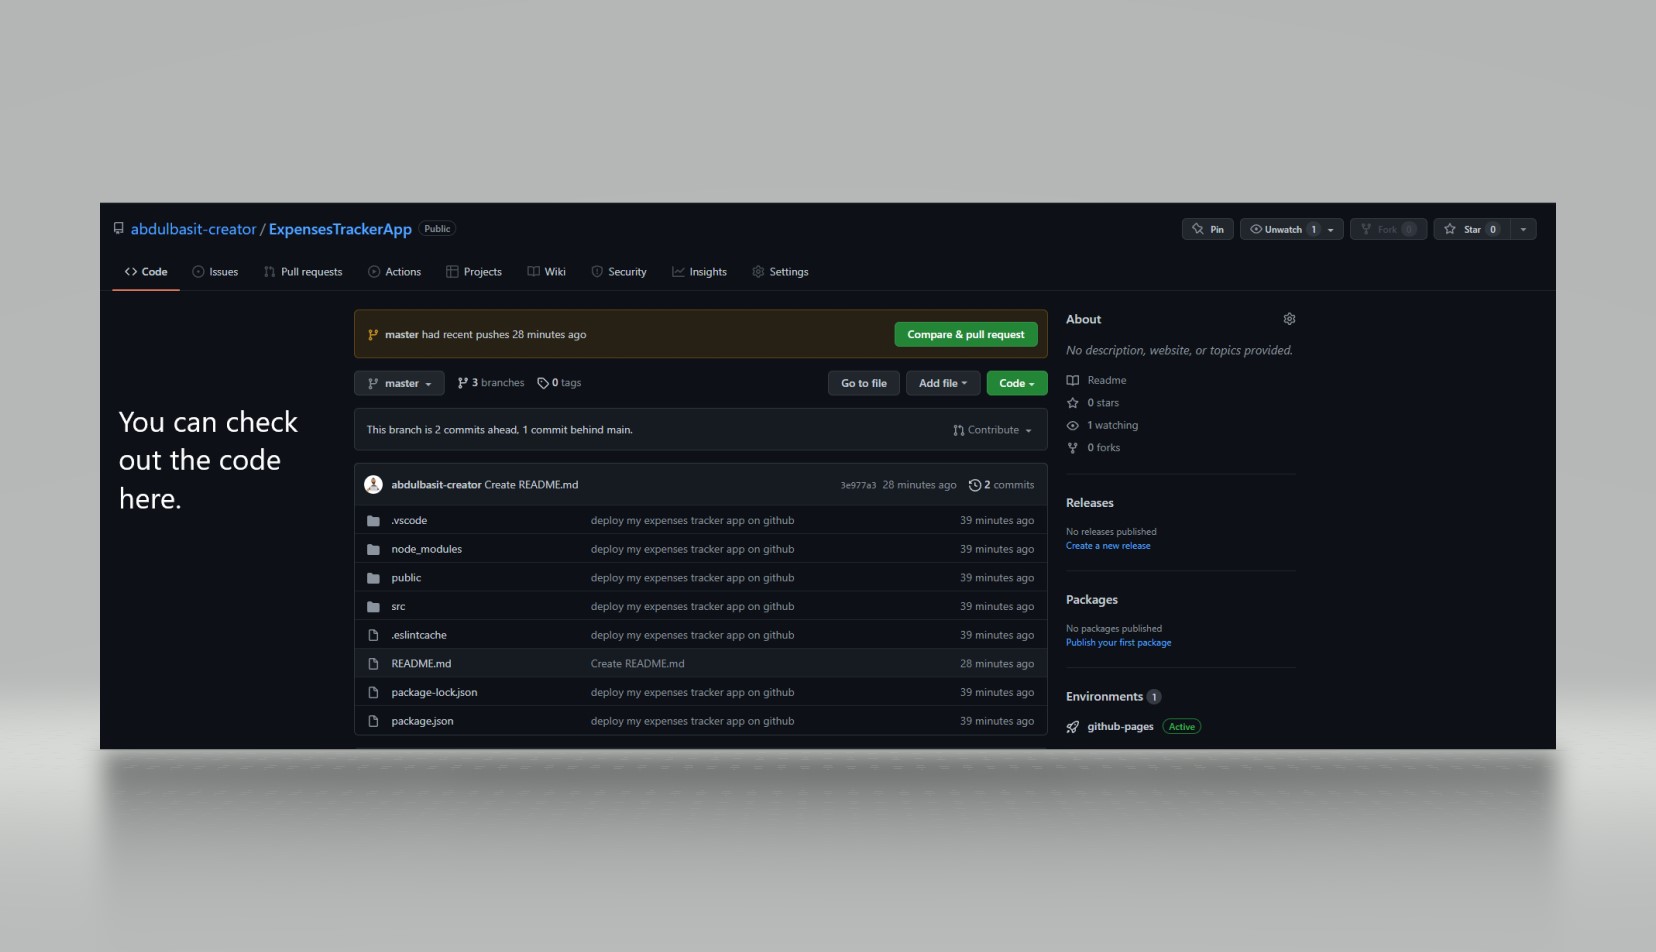 abdulbasit-creator / ExpensesTrackerApp Public
Pin Unwatch 1 Fork 0 Star 0
Code Issues Pull requests Actions Projects Wiki Security Insights Settings
master had recent pushes 28 minutes ago Compare & pull request
master 3 branches 0 tags Go to file Add file Code
This branch is 2 commits ahead, 1 commit behind main. Contribute
abdulbasit-creator Create README.md 3e977a3 28 minutes ago 2 commits
.vscode deploy my expenses tracker app on github 39 minutes ago
node_modules deploy my expenses tracker app on github 39 minutes ago
public deploy my expenses tracker app on github 39 minutes ago
src deploy my expenses tracker app on github 39 minutes ago
.eslintcache deploy my expenses tracker app on github 39 minutes ago
README.md Create README.md 28 minutes ago
package-lock.json deploy my expenses tracker app on github 39 minutes ago
package.json deploy my expenses tracker app on github 39 minutes ago
You can check
out the code
here.
About
No description, website, or topics provided.
Readme
0 stars
1 watching
0 forks
Releases
No releases published
Create a new release
Packages
No packages published
Publish your first package
Environments 1
github-pages Active